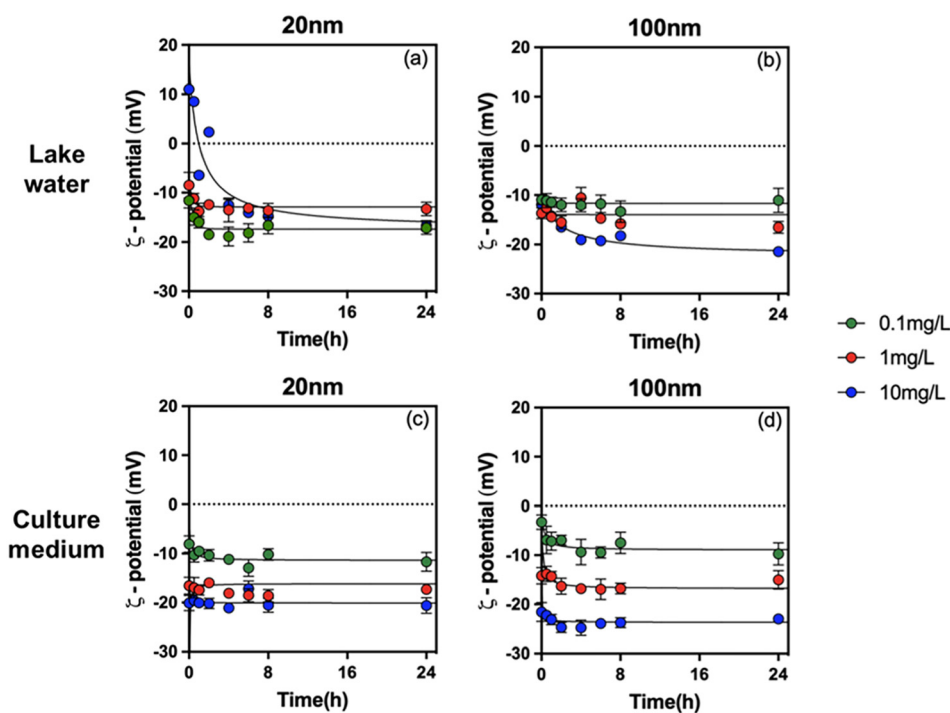 20nm
100nm
Lake
water
(a)
ζ - potential (mV)
20
10
0
-10
-20
-30
0
8
16
24
Time(h)
(b)
ζ - potential (mV)
20
10
0
-10
-20
-30
0
8
16
24
Time(h)
0.1mg/L
1mg/L
10mg/L
20nm
100nm
Culture
medium
(c)
ζ - potential (mV)
20
10
0
-10
-20
-30
0
8
16
24
Time(h)
(d)
ζ - potential (mV)
20
10
0
-10
-20
-30
0
8
16
24
Time(h)